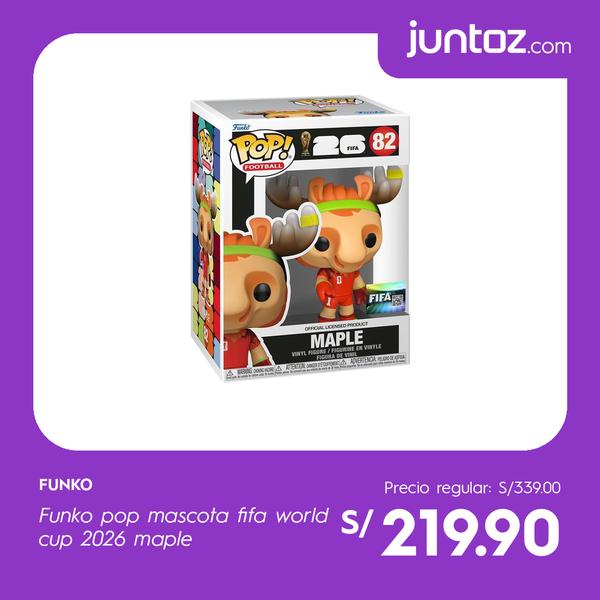 juntoz.com
Funko
POP!
FOOTBALL
26
FIFA
82
FIFA
OFFICIAL LICENSED PRODUCT
MAPLE
VINYL FIGURE / FIGURINE EN VINYLE
FIGURA DE VINIL
FUNKO
Precio regular: S/339.00
Funko pop mascota fifa world
cup 2026 maple
S/ 219.90